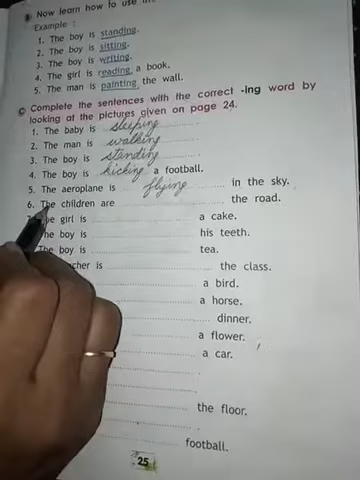 B Now learn how to use
Example :
1. The boy is standing.
2. The boy is sitting.
3. The boy is writing.
4. The girl is reading a book.
5. The man is painting the wall.
C Complete the sentences with the correct -ing word by
looking at the pictures given on page 24.
1. The baby is sleeping .
2. The man is walking .
3. The boy is standing .
4. The boy is kicking a football.
5. The aeroplane is flying in the sky.
6. The children are the road.
girl is a cake.
boy is his teeth.
The boy is tea.
is the class.
a bird.
a horse.
dinner.
a flower.
a car.
the floor.
football.
25